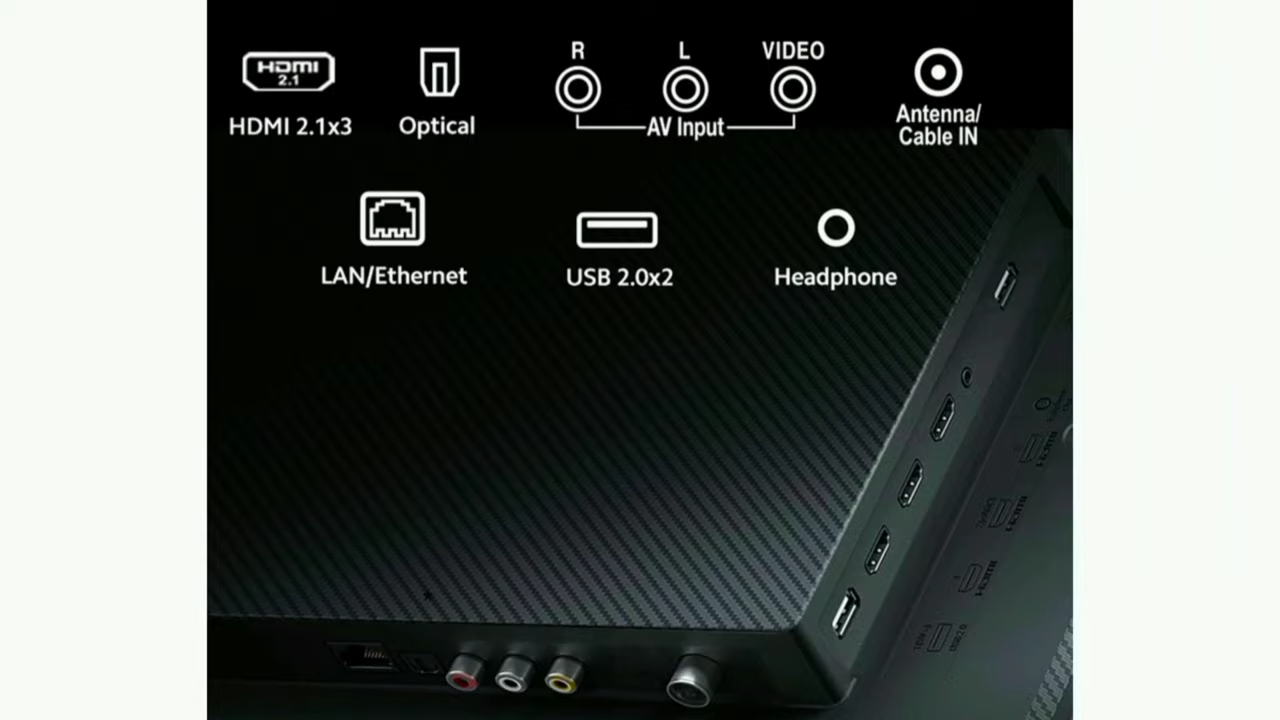 HDMI
2.1
HDMI 2.1x3
Optical
R
L
VIDEO
AV Input
Antenna/
Cable IN
LAN/Ethernet
USB 2.0x2
Headphone